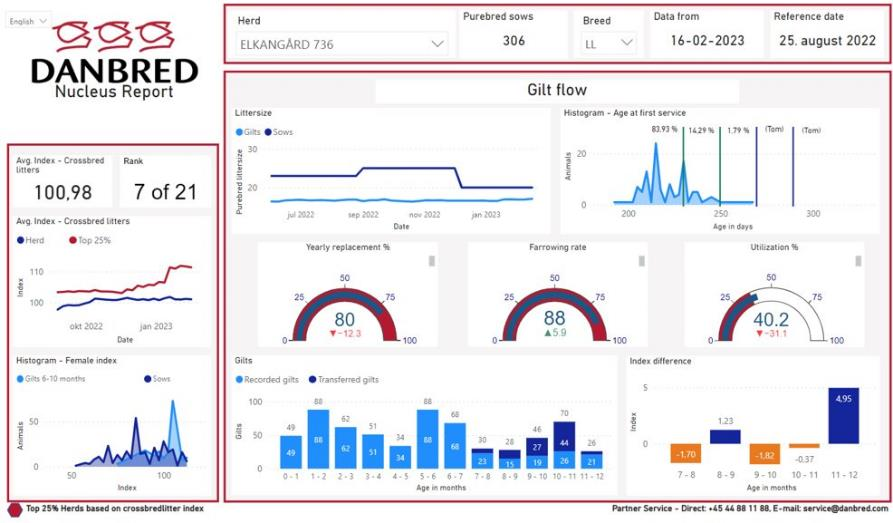 English
DANBRED
Nucleus Report
Herd
ELKANGÅRD 736
Purebred sows
306
Breed
LL
Data from
16-02-2023
Reference date
25. august 2022
Gilt flow
Avg. Index - Crossbred
litters
100,98
Rank
7 of 21
Avg. Index - Crossbred litters
Herd
Top 25%
Index
110
100
okt 2022
jan 2023
Date
Histogram - Female index
Gilts 6-10 months
Sows
Animals
50
0
50
100
Index
Littersize
Gilts
Sows
Purebred littersize
30
20
jul 2022
sep 2022
nov 2022
jan 2023
Date
Histogram - Age at first service
83,93 %
14,29 %
1,79 %
(Tom)
(Tom)
Animals
20
0
200
250
300
Age in days
Yearly replacement %
0
25
50
75
100
80
▼-12.3
Farrowing rate
0
25
50
75
100
88
▲5.9
Utilization %
0
25
50
75
100
40.2
▼-31.1
Gilts
Recorded gilts
Transferred gilts
Gilts
100
50
0
49
88
62
51
34
88
68
30
28
46
70
26
49
88
62
51
34
88
68
23
15
27
19
44
26
21
0 - 1
1 - 2
2 - 3
3 - 4
4 - 5
5 - 6
6 - 7
7 - 8
8 - 9
9 - 10
10 - 11
11 - 12
Age in months
Index difference
Index
5
0
-1,70
1,23
-1,82
-0,37
4,95
7 - 8
8 - 9
9 - 10
10 - 11
11 - 12
Age in months
Top 25% Herds based on crossbredlitter index
Partner Service - Direct: +45 44 88 11 88, E-mail: service@danbred.com